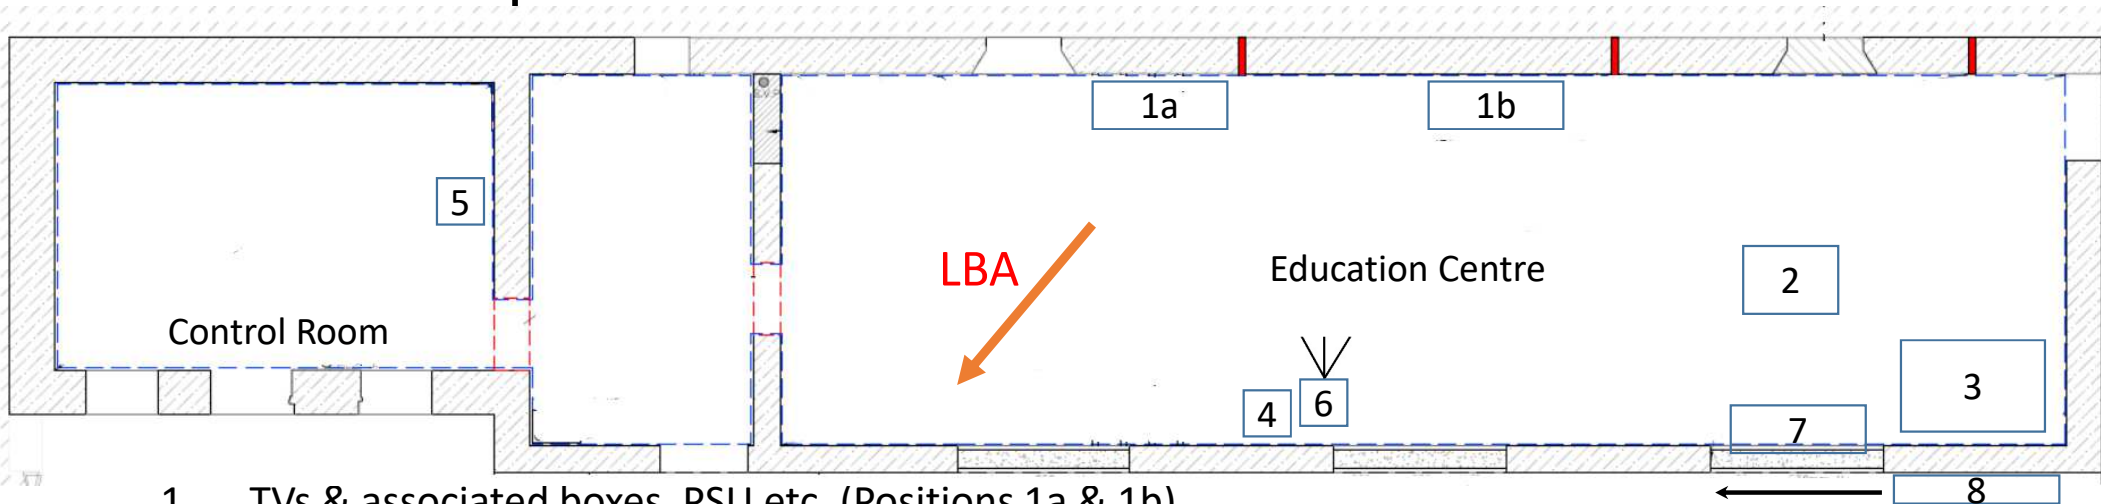 1a
1b
5
LBA
Education Centre
2
Control Room
3
4
6
7
8
1 TVs & associated boxes, PSU etc. (Positions 1a & 1b)